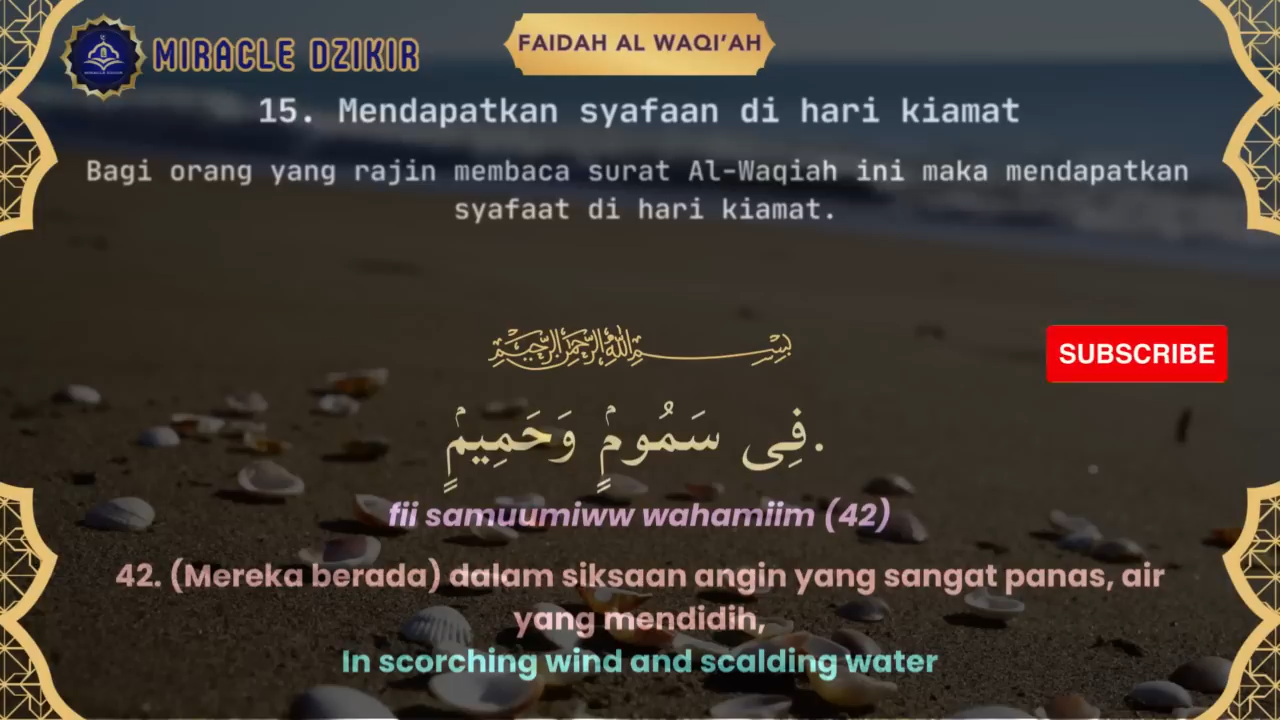 MIRACLE DZIKIR
FAIDAH AL WAQI'AH
15. Mendapatkan syafaan di hari kiamat
Bagi orang yang rajin membaca surat Al-Waqiah ini maka mendapatkan
syafaat di hari kiamat.
بِسْمِ اللهِ الرَّحْمٰنِ الرَّحِيْمِ
SUBSCRIBE
فِى سَمُومٍۢ وَحَمِيمٍۢ.
fii samuumiww wahamiim (42)
42. (Mereka berada) dalam siksaan angin yang sangat panas, air
yang mendidih,
In scorching wind and scalding water